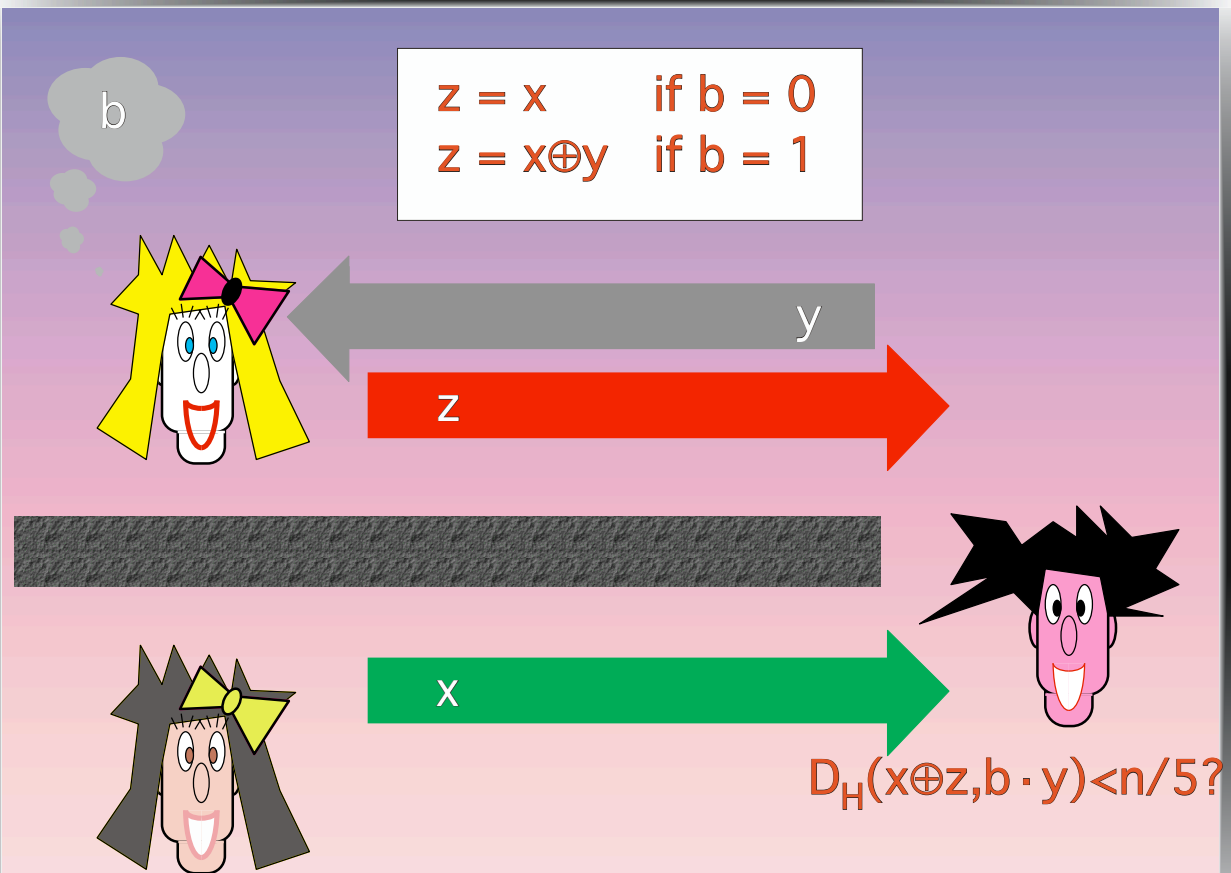 b
z = x if b = 0
z = x⊕y if b = 1
y
z
x
D_H(x⊕z,b·y)<n/5?